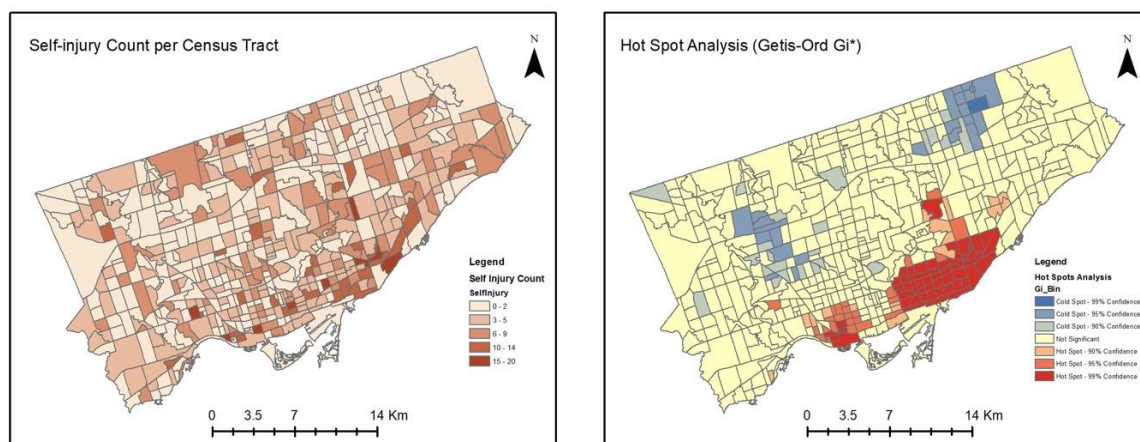 Self-injury Count per Census Tract
N
Legend
Self Injury Count
SelfInjury
0 - 2
3 - 5
6 - 9
10 - 14
15 - 20
0 3.5 7 14 Km
Hot Spot Analysis (Getis-Ord Gi*)
N
Legend
Hot Spots Analysis
Gi_Bin
Cold Spot - 99% Confidence
Cold Spot - 95% Confidence
Cold Spot - 90% Confidence
Not Significant
Hot Spot - 90% Confidence
Hot Spot - 95% Confidence
Hot Spot - 99% Confidence
0 3.5 7 14 Km